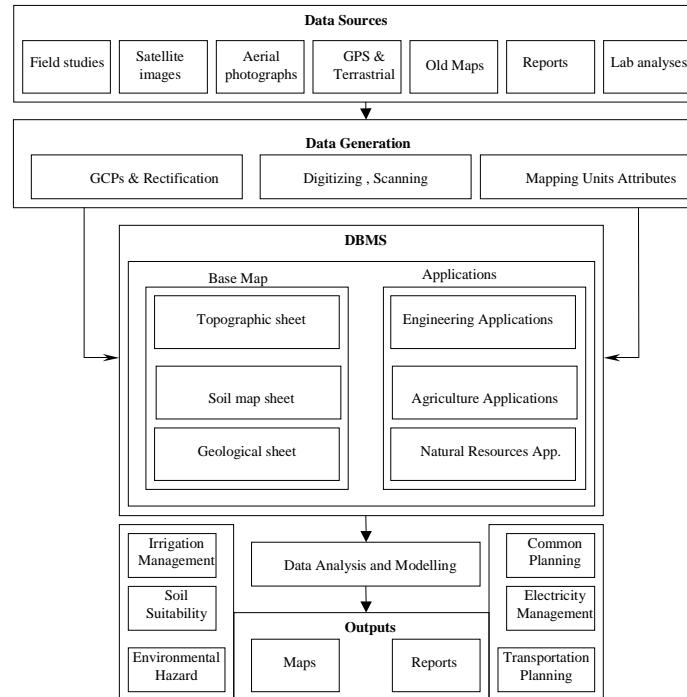 Data Sources
Field studies
Satellite
images
Aerial
photographs
GPS &
Terrastrial
Old Maps
Reports
Lab analyses
Data Generation
GCPs & Rectification
Digitizing , Scanning
Mapping Units Attributes
DBMS
Base Map
Topographic sheet
Soil map sheet
Geological sheet
Applications
Engineering Applications
Agriculture Applications
Natural Resources App.
Irrigation
Management
Soil
Suitability
Environmental
Hazard
Data Analysis and Modelling
Outputs
Maps
Reports
Common
Planning
Electricity
Management
Transportation
Planning